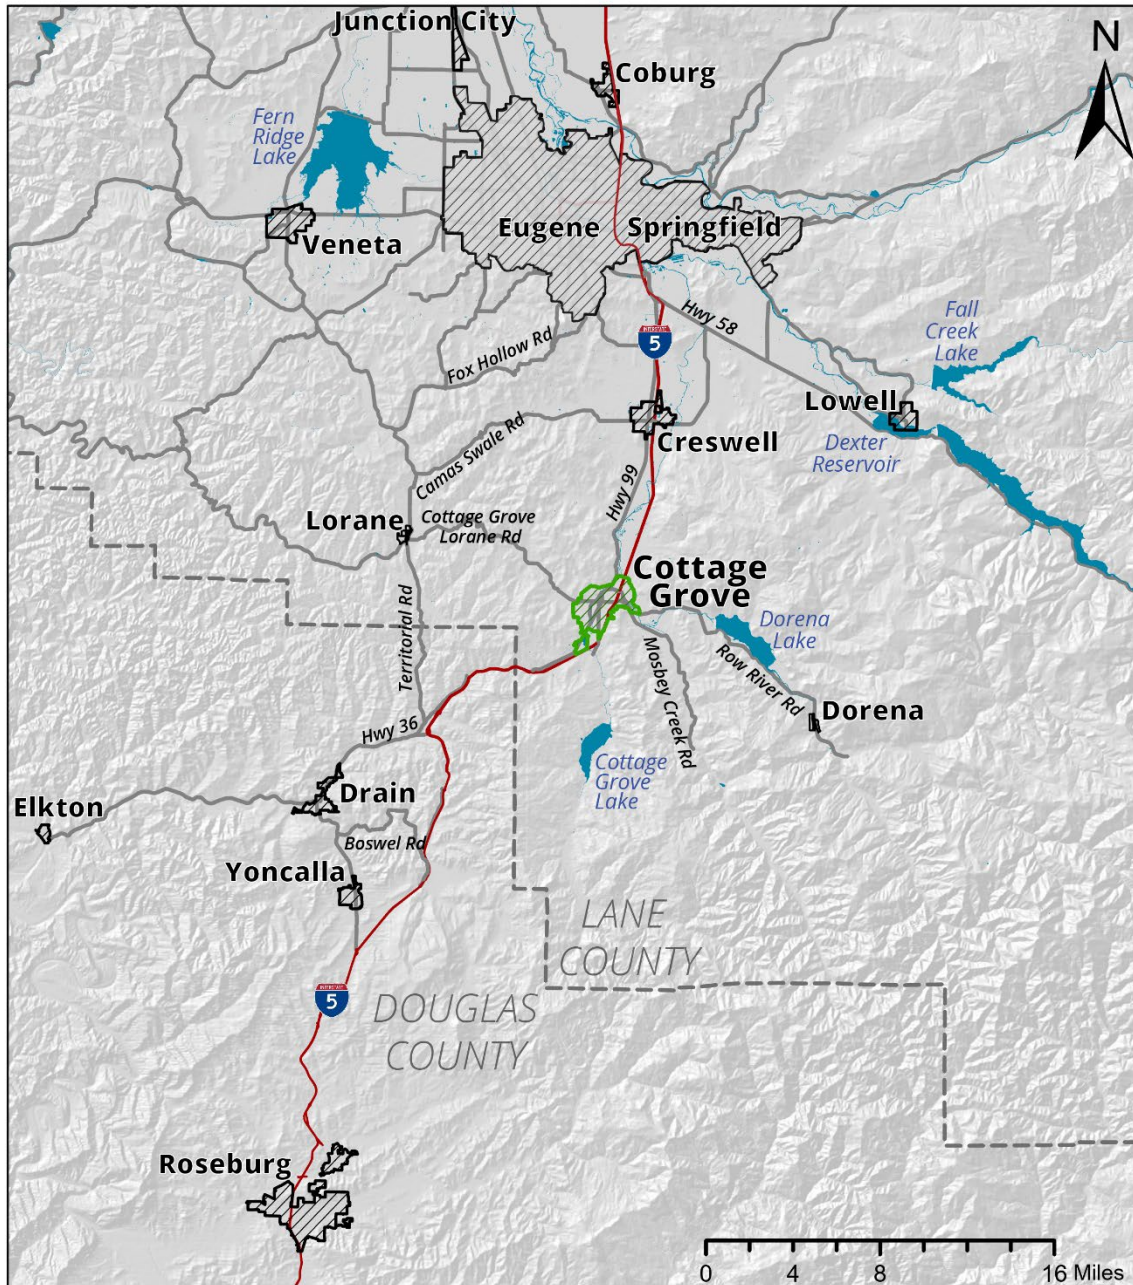 Junction City
N
Coburg
Fern
Ridge
Lake
Eugene
Springfield
Veneta
Hwy 58
Fall
Creek
Lake
INTERSTATE
5
Fox Hollow Rd
Lowell
Creswell
Dexter
Reservoir
Camas Swale Rd
Hwy 99
Lorane
Cottage Grove
Lorane Rd
Cottage
Grove
Dorena
Lake
Territorial Rd
Mosbey Creek Rd
Row River Rd
Dorena
Hwy 36
Cottage
Grove
Lake
Drain
Elkton
Boswel Rd
Yoncalla
LANE
COUNTY
INTERSTATE
5
DOUGLAS
COUNTY
Roseburg
0 4 8 16 Miles